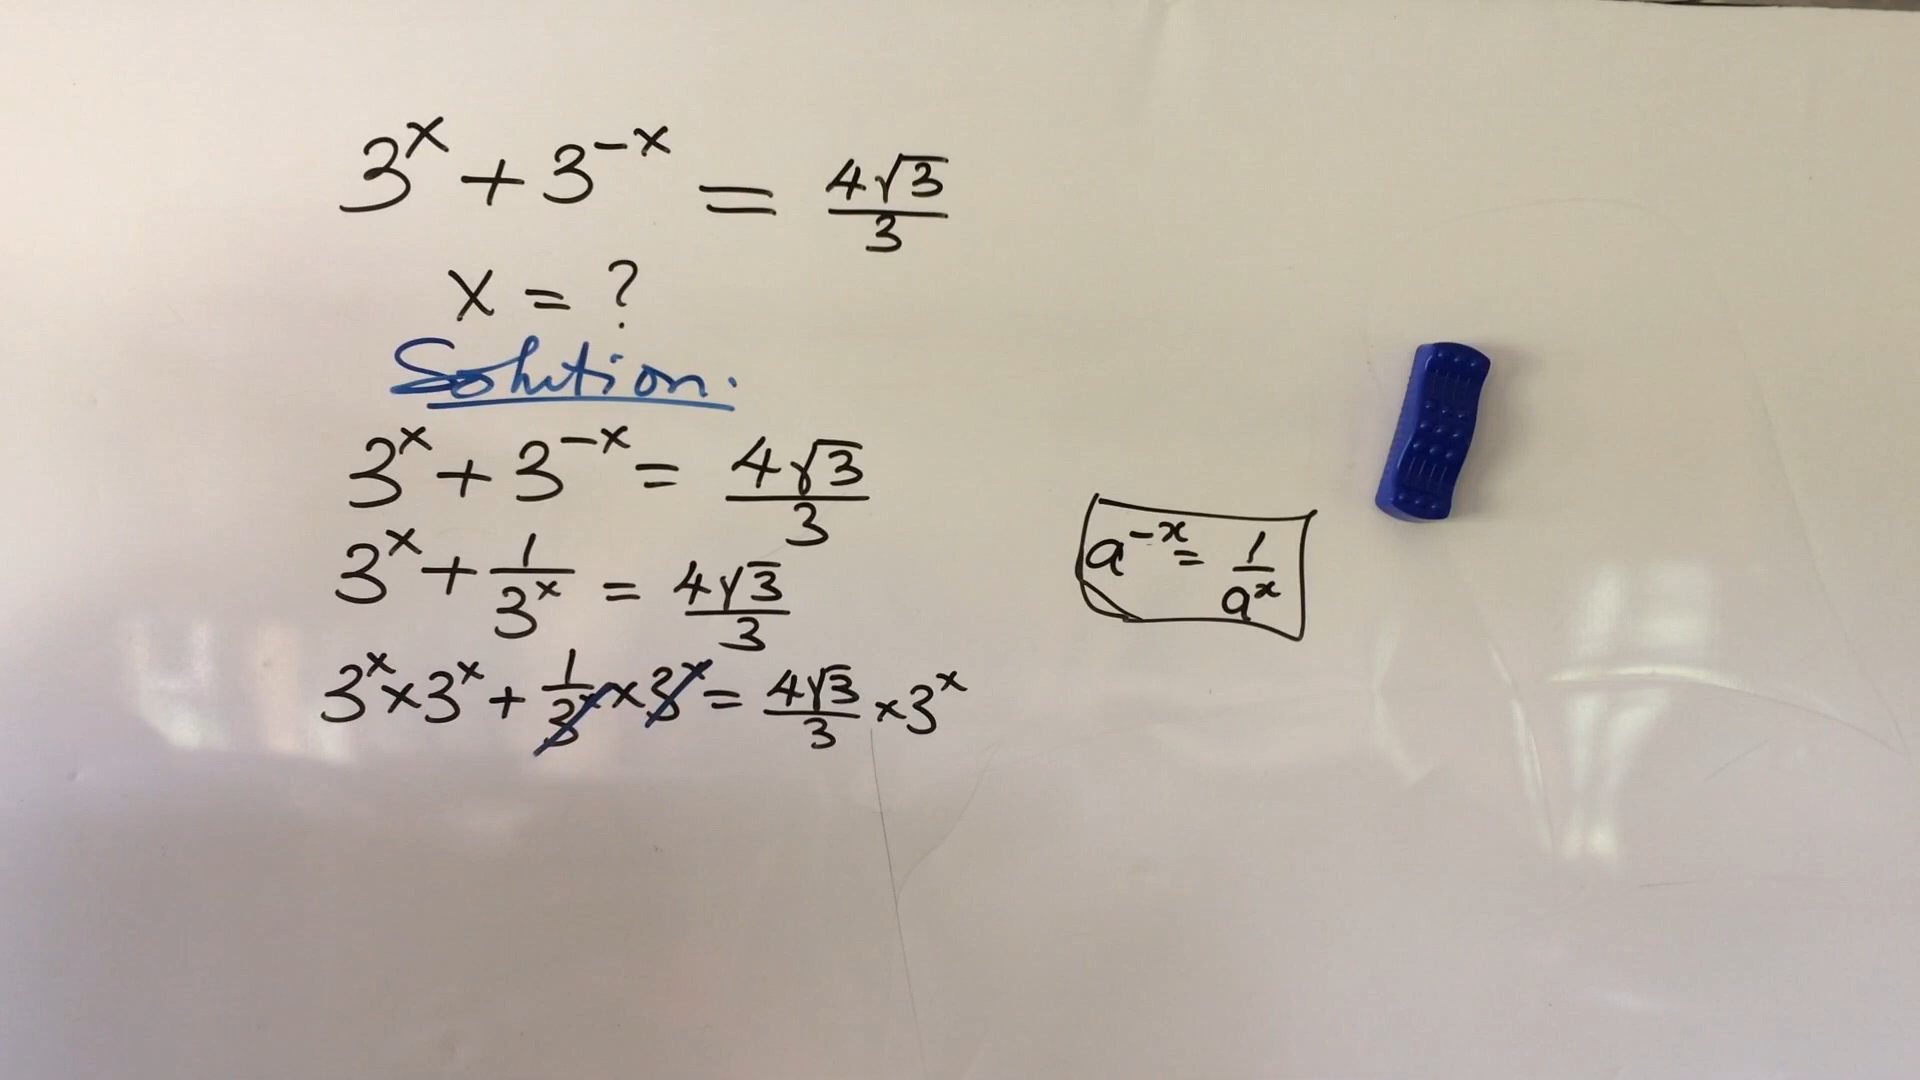 3^x + 3^-x = 4√3/3
x = ?
Solution.
3^x + 3^-x = 4√3/3
3^x + 1/3^x = 4√3/3
a^-x = 1/a^x
3^x × 3^x + 1/3^x × 3^x = 4√3/3 × 3^x